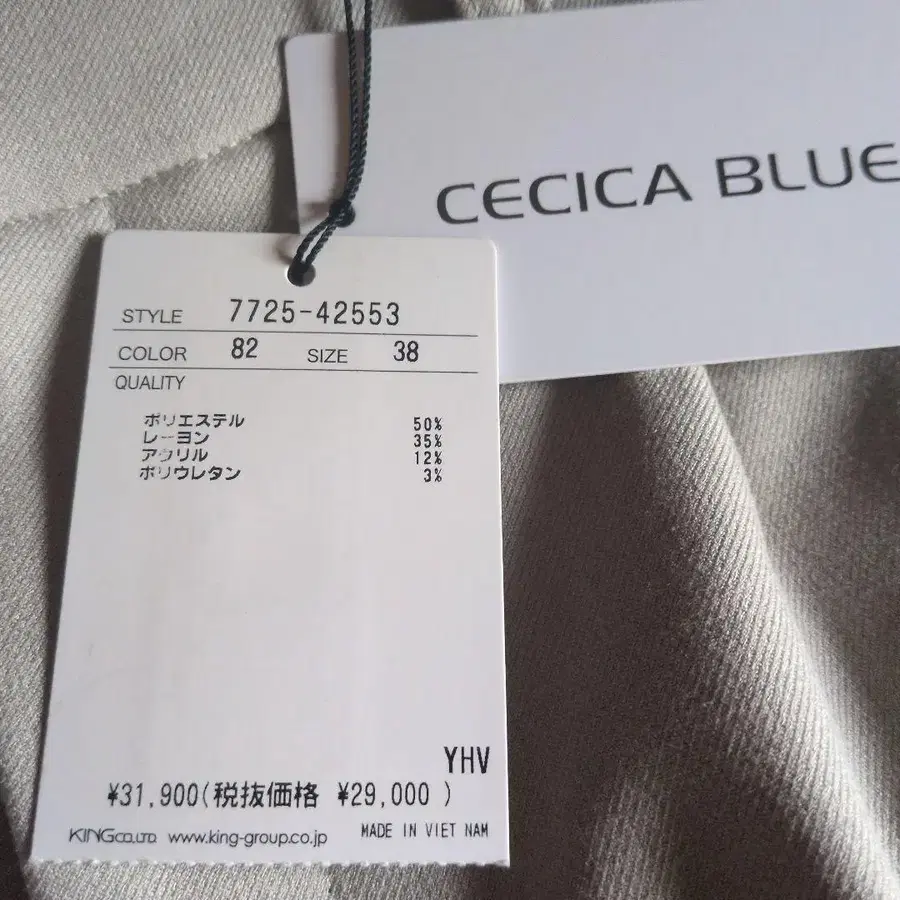 CECICA BLUE
STYLE 7725-42553
COLOR 82 SIZE 38
QUALITY
ポリエステル 50%
レーヨン 35%
アクリル 12%
ポリウレタン 3%
YHV
¥31,900(税抜価格 ¥29,000 )
KING CO.,LTD. www.king-group.co.jp MADE IN VIET NAM